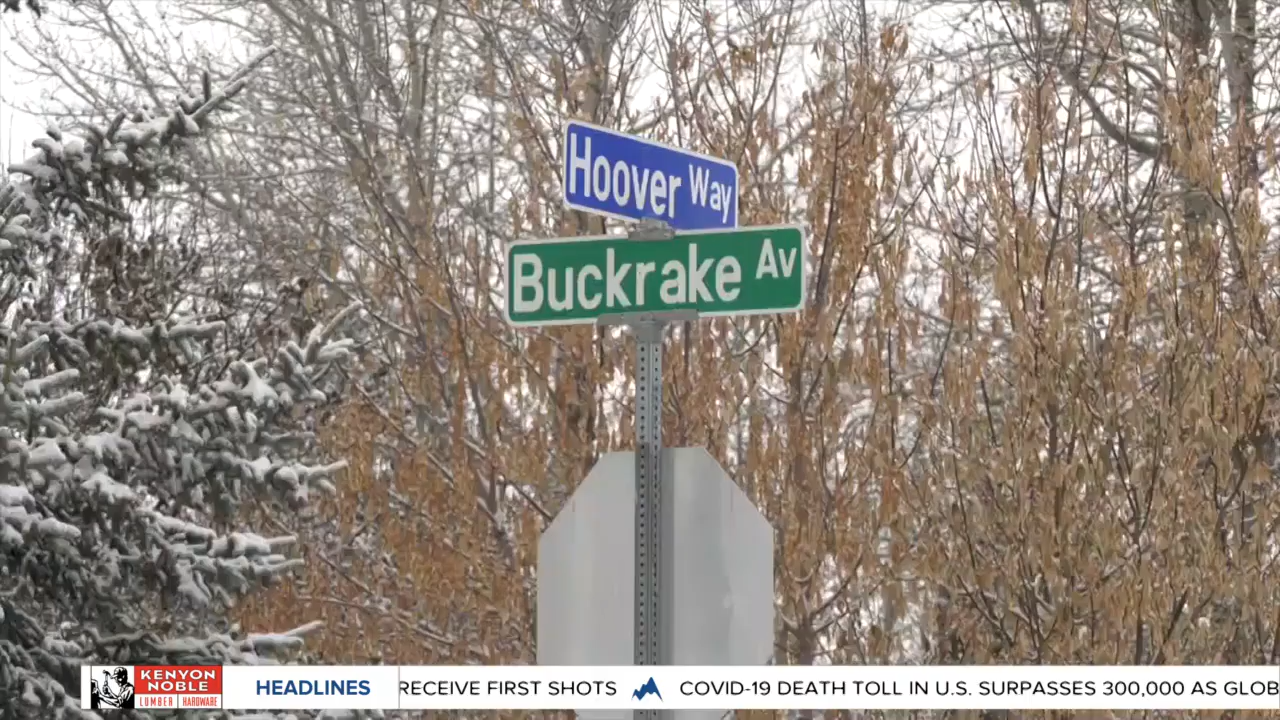 Hoover Way
Buckrake Av
KENYON
NOBLE
LUMBER HARDWARE
HEADLINES
RECEIVE FIRST SHOTS
COVID-19 DEATH TOLL IN U.S. SURPASSES 300,000 AS GLOB